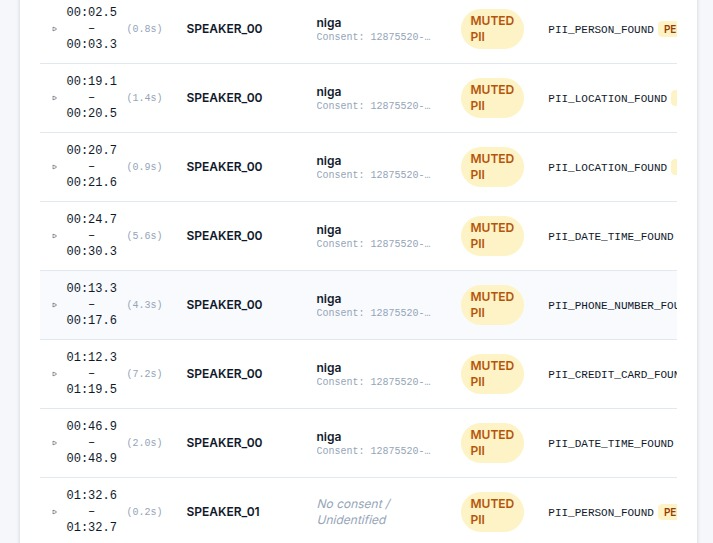 00:02.5
– (0.8s) SPEAKER_00 niga MUTED PII_PERSON_FOUND PE
00:03.3 Consent: 12875520-… PII
00:19.1
– (1.4s) SPEAKER_00 niga MUTED PII_LOCATION_FOUND
00:20.5 Consent: 12875520-… PII
00:20.7
– (0.9s) SPEAKER_00 niga MUTED PII_LOCATION_FOUND
00:21.6 Consent: 12875520-… PII
00:24.7
– (5.6s) SPEAKER_00 niga MUTED PII_DATE_TIME_FOUND
00:30.3 Consent: 12875520-… PII
00:13.3
– (4.3s) SPEAKER_00 niga MUTED PII_PHONE_NUMBER_FOU
00:17.6 Consent: 12875520-… PII
01:12.3
– (7.2s) SPEAKER_00 niga MUTED PII_CREDIT_CARD_FOUN
01:19.5 Consent: 12875520-… PII
00:46.9
– (2.0s) SPEAKER_00 niga MUTED PII_DATE_TIME_FOUND
00:48.9 Consent: 12875520-… PII
01:32.6
– (0.2s) SPEAKER_01 No consent / MUTED PII_PERSON_FOUND PE
01:32.7 Unidentified PII